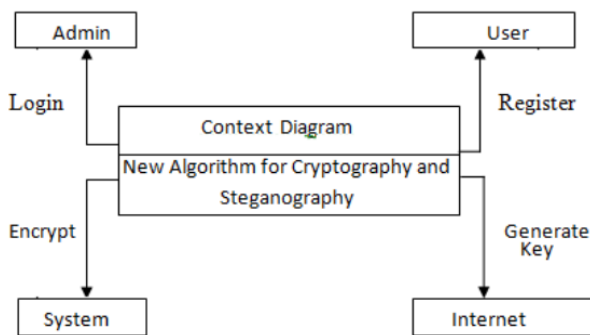 Admin
User
Login
Register
Context Diagram
New Algorithm for Cryptography and
Steganography
Encrypt
Generate
Key
System
Internet